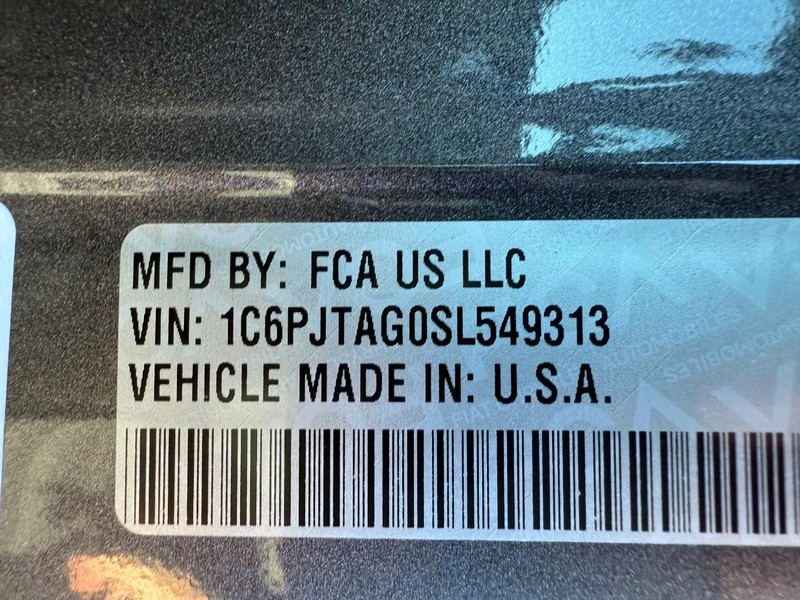 MFD BY: FCA US LLC
VIN: 1C6PJTAG0SL549313
VEHICLE MADE IN: U.S.A.